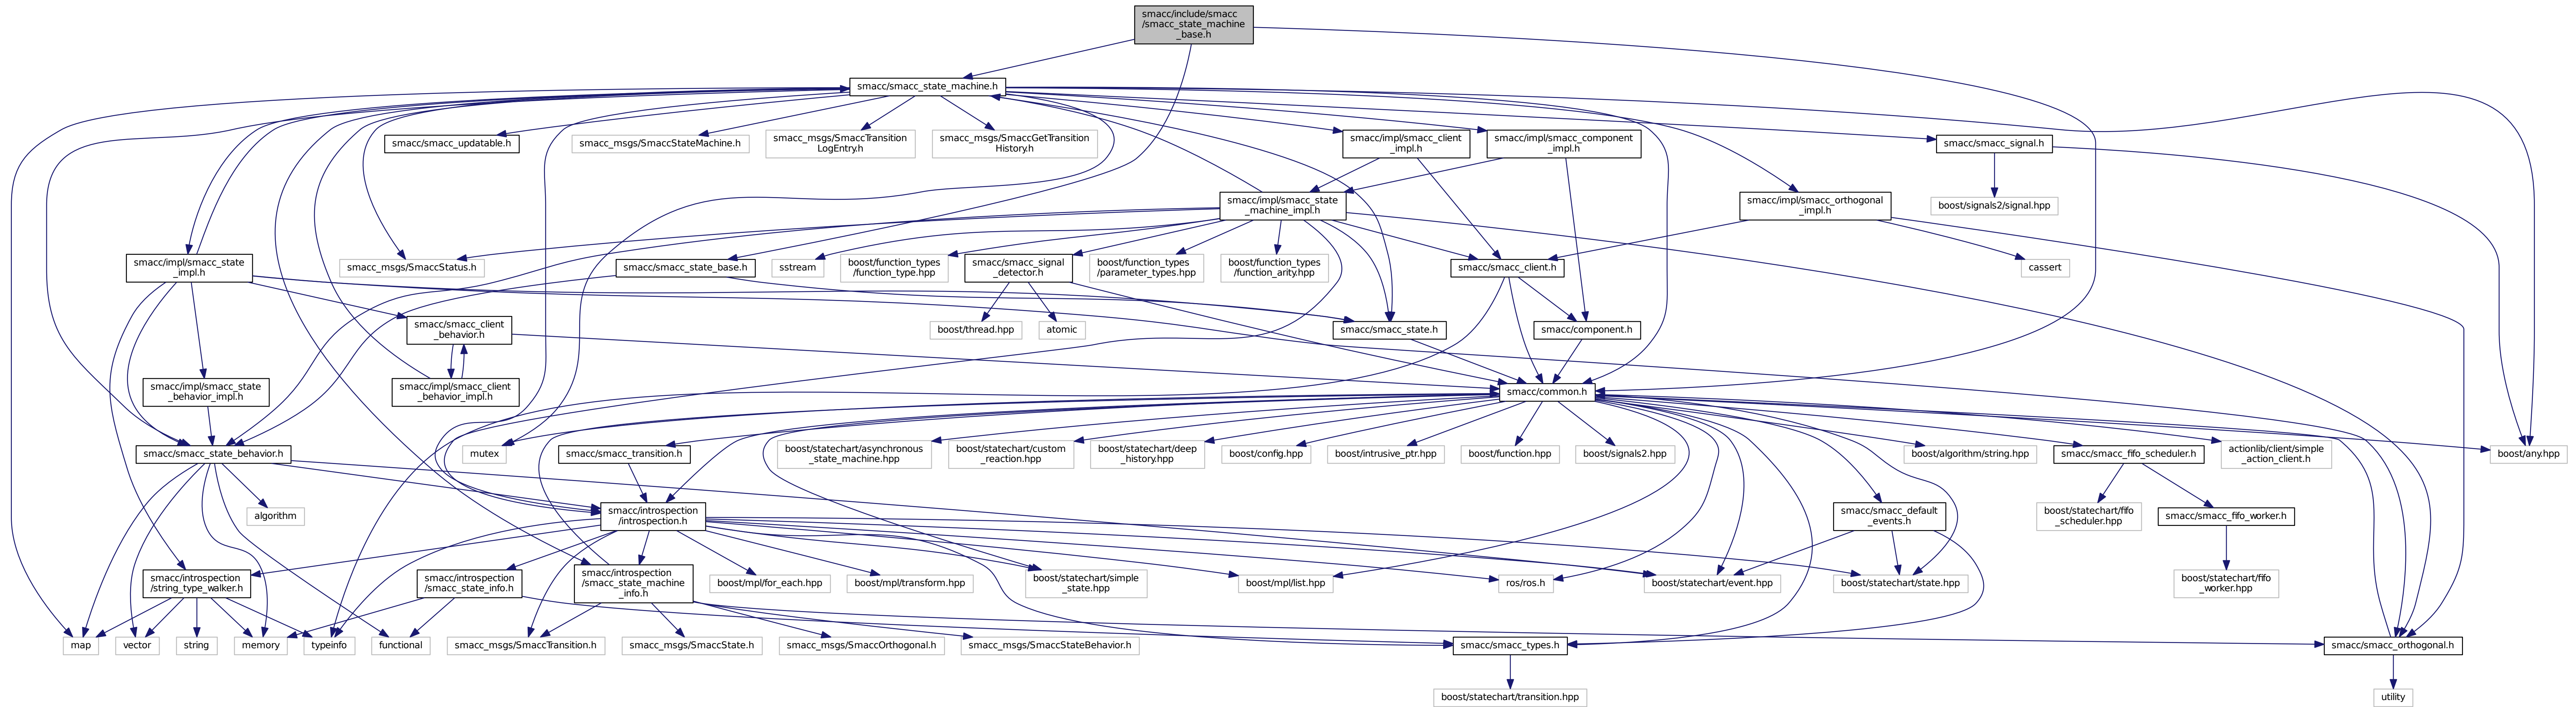 smacc/include/smacc
/smacc_state_machine
_base.h
smacc/smacc_state_machine.h
smacc/smacc_updatable.h
smacc_msgs/SmaccStateMachine.h
smacc_msgs/SmaccTransition
LogEntry.h
smacc_msgs/SmaccGetTransition
History.h
smacc/impl/smacc_client
_impl.h
smacc/impl/smacc_component
_impl.h
smacc/smacc_signal.h
smacc/impl/smacc_state
_machine_impl.h
smacc/impl/smacc_orthogonal
_impl.h
boost/signals2/signal.hpp
smacc/impl/smacc_state
_impl.h
smacc_msgs/SmaccStatus.h
smacc/smacc_state_base.h
sstream
boost/function_types
/function_type.hpp
smacc/smacc_signal
_detector.h
boost/function_types
/parameter_types.hpp
boost/function_types
/function_arity.hpp
smacc/smacc_client.h
cassert
smacc/smacc_client
_behavior.h
boost/thread.hpp
atomic
smacc/smacc_state.h
smacc/component.h
smacc/impl/smacc_state
_behavior_impl.h
smacc/impl/smacc_client
_behavior_impl.h
smacc/common.h
smacc/smacc_state_behavior.h
mutex
smacc/smacc_transition.h
boost/statechart/asynchronous
_state_machine.hpp
boost/statechart/custom
_reaction.hpp
boost/statechart/deep
_history.hpp
boost/config.hpp
boost/intrusive_ptr.hpp
boost/function.hpp
boost/signals2.hpp
boost/algorithm/string.hpp
smacc/smacc_fifo_scheduler.h
actionlib/client/simple
_action_client.h
boost/any.hpp
algorithm
smacc/introspection
/introspection.h
smacc/smacc_default
_events.h
boost/statechart/fifo
_scheduler.hpp
smacc/smacc_fifo_worker.h
smacc/introspection
/string_type_walker.h
smacc/introspection
/smacc_state_info.h
smacc/introspection
/smacc_state_machine
_info.h
boost/mpl/for_each.hpp
boost/mpl/transform.hpp
boost/statechart/simple
_state.hpp
boost/mpl/list.hpp
ros/ros.h
boost/statechart/event.hpp
boost/statechart/state.hpp
boost/statechart/fifo
_worker.hpp
map
vector
string
memory
typeinfo
functional
smacc_msgs/SmaccTransition.h
smacc_msgs/SmaccState.h
smacc_msgs/SmaccOrthogonal.h
smacc_msgs/SmaccStateBehavior.h
smacc/smacc_types.h
smacc/smacc_orthogonal.h
boost/statechart/transition.hpp
utility